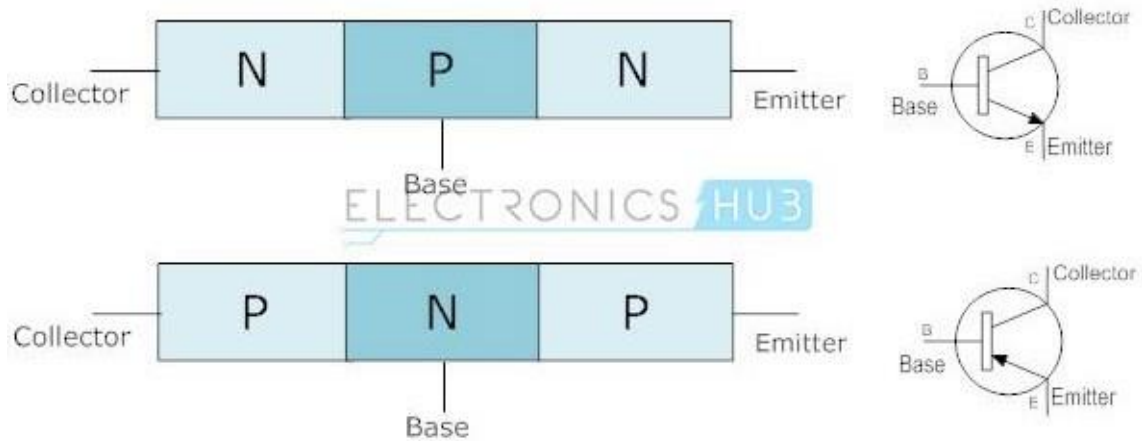 N P N
Collector
Emitter
Base
C Collector
B
Base
E Emitter
ELECTRONICS HUB
P N P
Collector
Emitter
Base
C Collector
B
Base
E Emitter